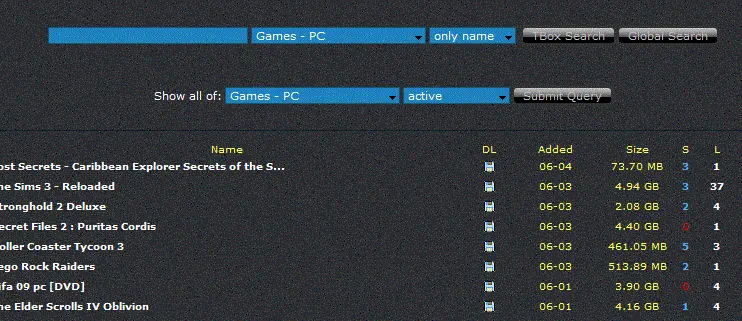 Games - PC only name TBox Search Global Search
Show all of: Games - PC active Submit Query
Name DL Added Size S L
ost Secrets - Caribbean Explorer Secrets of the S... 06-04 73.70 MB 3 1
he Sims 3 - Reloaded 06-03 4.94 GB 3 37
tronghold 2 Deluxe 06-03 2.08 GB 2 4
ecret Files 2 : Puritas Cordis 06-03 4.40 GB 0 1
oller Coaster Tycoon 3 06-03 461.05 MB 5 3
ego Rock Raiders 06-03 513.89 MB 2 1
ifa 09 pc [DVD] 06-01 3.90 GB 0 4
he Elder Scrolls IV Oblivion 06-01 4.16 GB 1 4